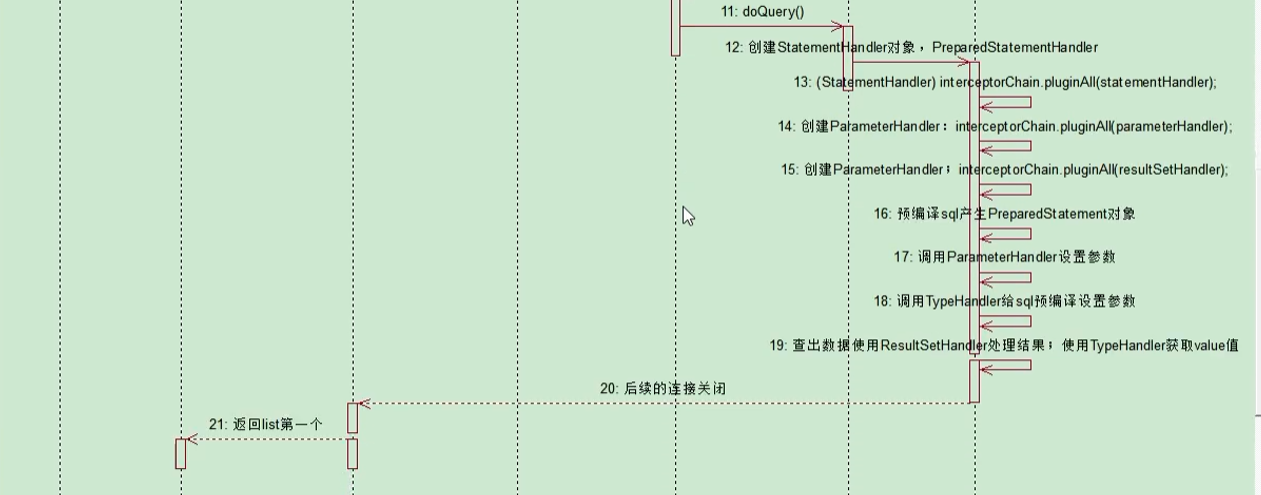 11: doQuery()
12: 创建StatementHandler对象，PreparedStatementHandler
13: (StatementHandler) interceptorChain.pluginAll(statementHandler);
14: 创建ParameterHandler：interceptorChain.pluginAll(parameterHandler);
15: 创建ParameterHandler；interceptorChain.pluginAll(resultSetHandler);
16: 预编译sql产生PreparedStatement对象
17: 调用ParameterHandler设置参数
18: 调用TypeHandler给sql预编译设置参数
19: 查出数据使用ResultSetHandler处理结果；使用TypeHandler获取value值
20: 后续的连接关闭
21: 返回list第一个